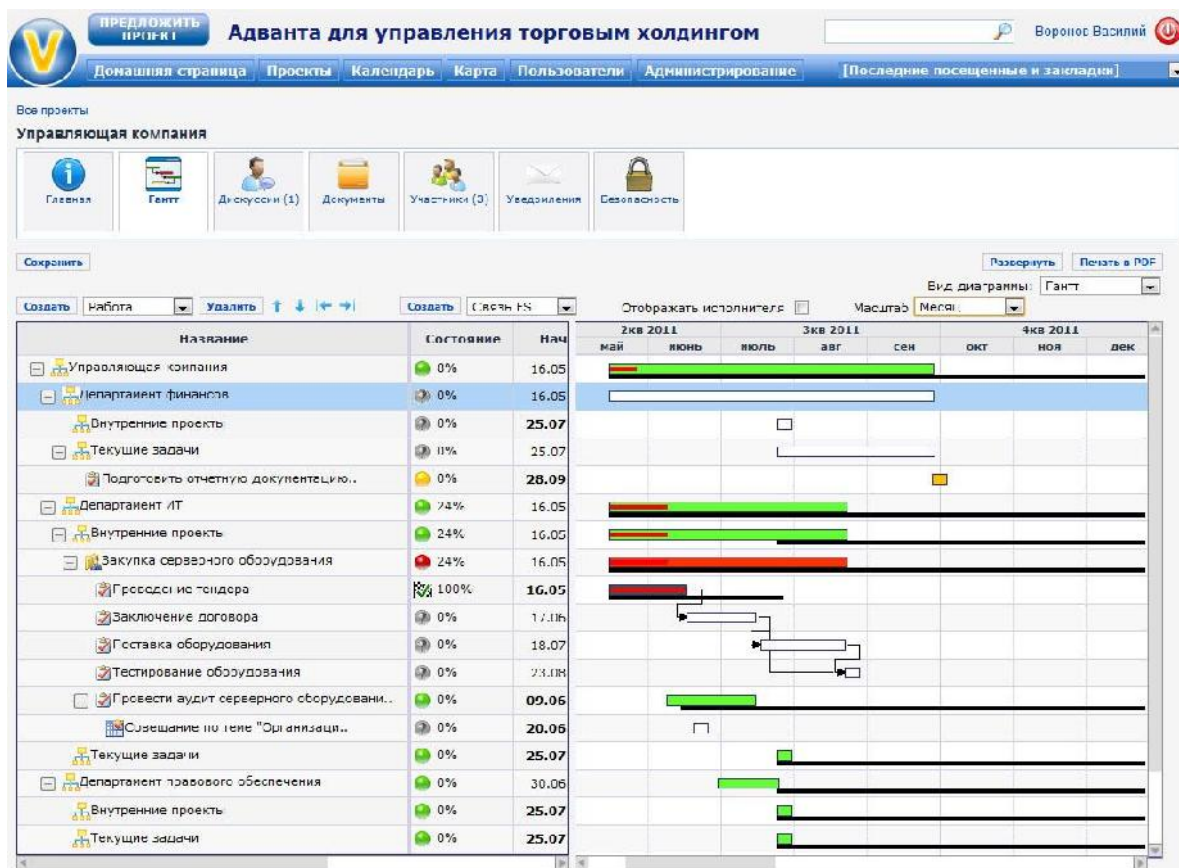 ПРЕДЛОЖИТЬ
ПРОЕКТ
Адванта для управления торговым холдингом
Воронов Василий
Домашняя страница Проекты Календарь Карта Пользователи Администрирование [Последние посещенные и закладки]
Все проекты
Управляющая компания
Главная Гантт Дискуссии (1) Документы Участники (3) Уведомления Безопасность
Сохранить Развернуть Печать в PDF
Вид диаграммы: Гантт
Создать Работа Удалить Создать Связь FS Отображать исполнителя Масштаб Месяц
Название Состояние Нач 2кв 2011 3кв 2011 4кв 2011
май июнь июль авг сен окт ноя дек
Управляющая компания 0% 16.05
Департамент финансов 0% 16.05
Внутренние проекты 0% 25.07
Текущие задачи 0% 25.07
Подготовить отчетную документацию.. 0% 28.09
Департамент ИТ 24% 16.05
Внутренние проекты 24% 16.05
Закупка серверного оборудования 24% 16.05
Проведение тендера 100% 16.05
Заключение договора 0% 17.06
Поставка оборудования 0% 18.07
Тестирование оборудования 0% 23.08
Провести аудит серверного оборудовани.. 0% 09.06
Совещание по теме "Организаци.. 0% 20.06
Текущие задачи 0% 25.07
Департамент правового обеспечения 0% 30.06
Внутренние проекты 0% 25.07
Текущие задачи 0% 25.07